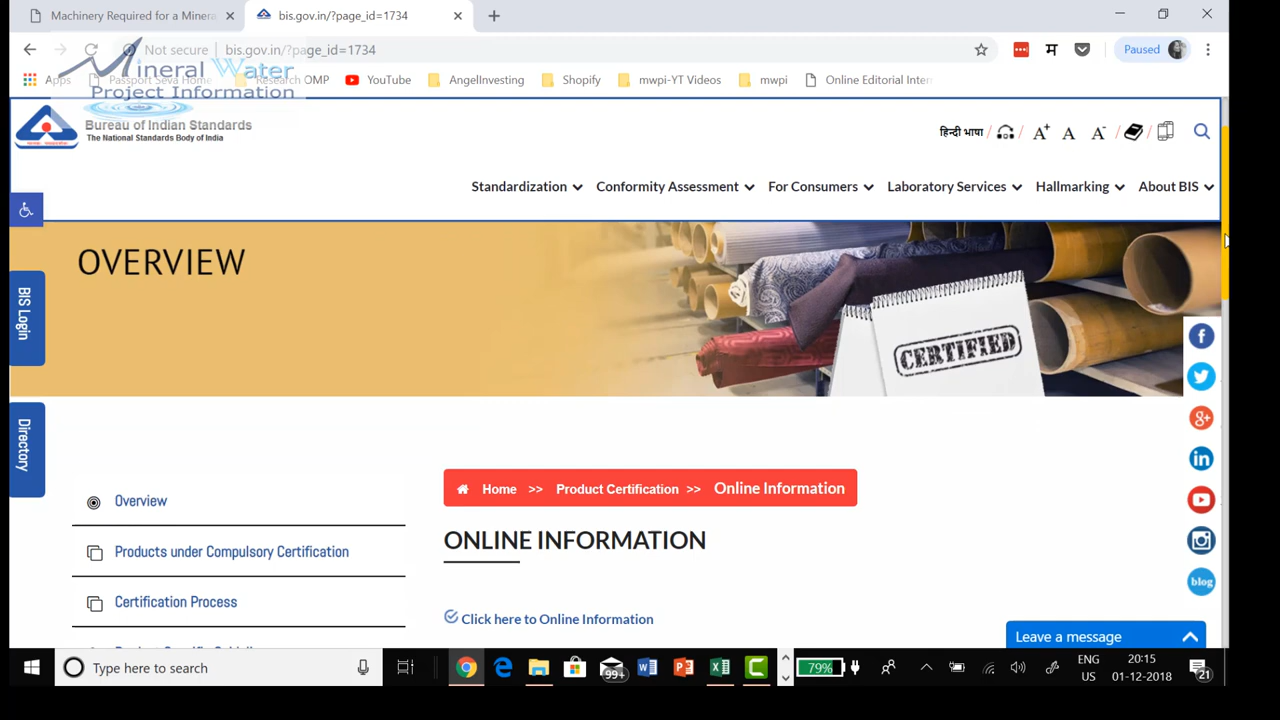 Machinery Required for a Minera
bis.gov.in/?page_id=1734
Not secure
bis.gov.in/?page_id=1734
Paused
Apps
Passport Seva Home
Research OMP
YouTube
AngelInvesting
Shopify
mwpi-YT Videos
mwpi
Online Editorial Inter
Mineral Water
Project Information
Bureau of Indian Standards
The National Standards Body of India
हिन्दी भाषा / / A+ A A- /
Standardization
Conformity Assessment
For Consumers
Laboratory Services
Hallmarking
About BIS
OVERVIEW
CERTIFIED
BIS Login
Directory
Home >> Product Certification >> Online Information
Overview
ONLINE INFORMATION
Products under Compulsory Certification
Certification Process
Click here to Online Information
blog
Leave a message
Type here to search
99+
79%
ENG
US
20:15
01-12-2018
21